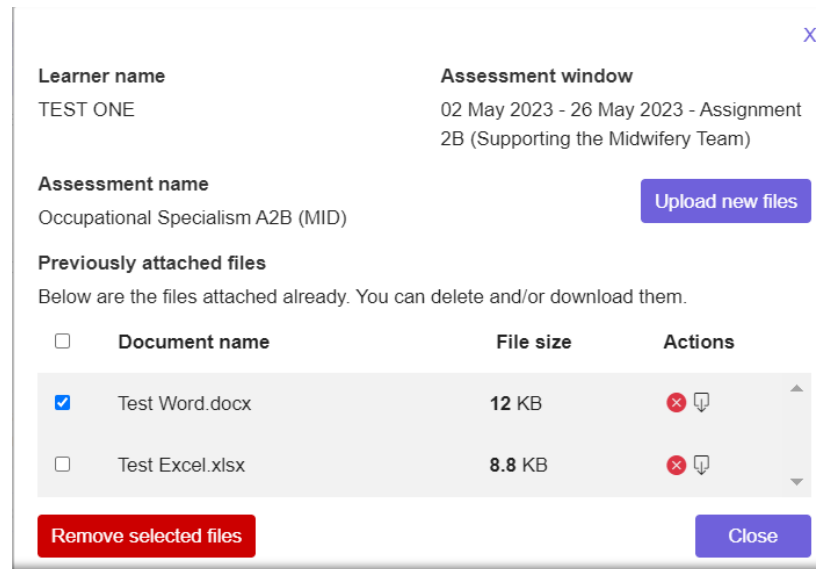 X
Learner name
TEST ONE
Assessment window
02 May 2023 - 26 May 2023 - Assignment
2B (Supporting the Midwifery Team)
Assessment name
Occupational Specialism A2B (MID)
Upload new files
Previously attached files
Below are the files attached already. You can delete and/or download them.
Document name File size Actions
Test Word.docx 12 KB
Test Excel.xlsx 8.8 KB
Remove selected files Close